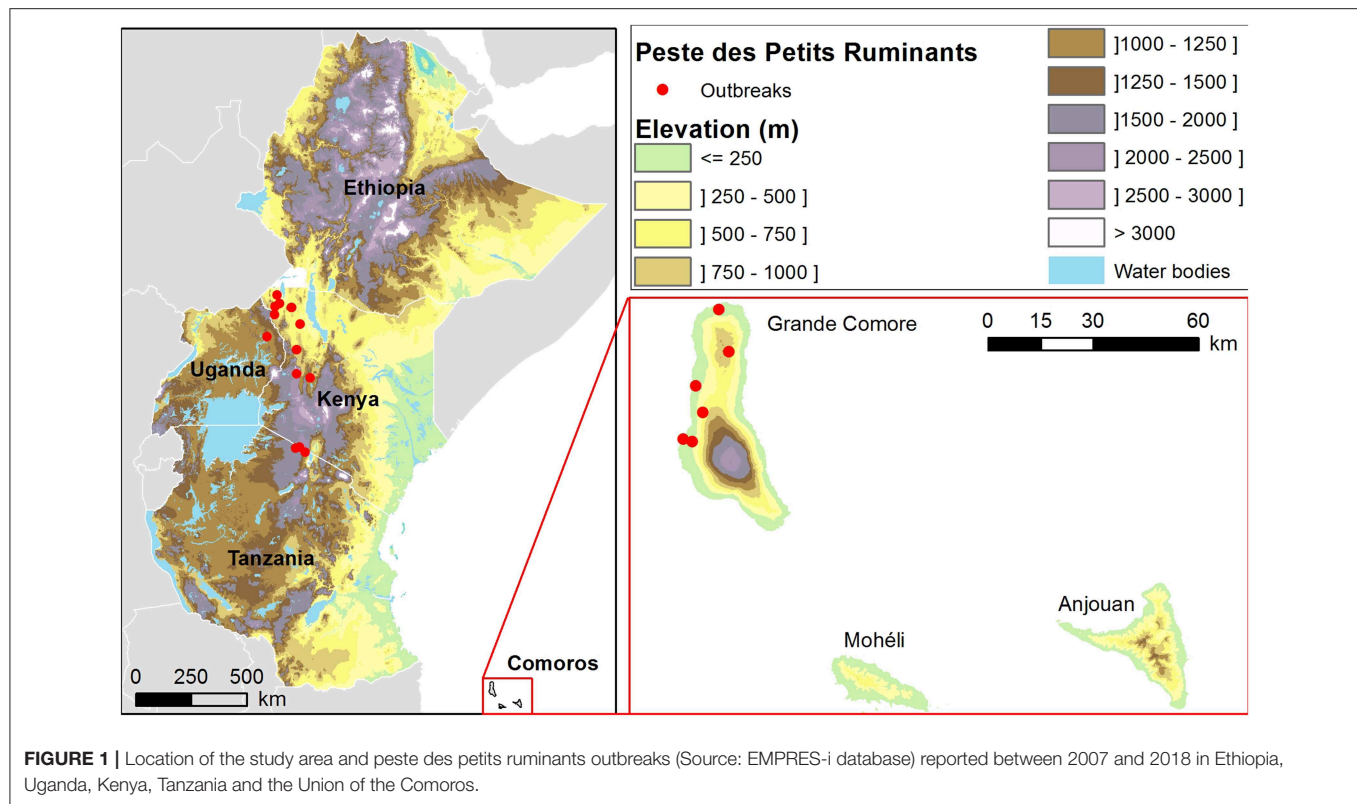 Ethiopia
Uganda
Kenya
Tanzania
Comoros
0 250 500
km
Peste des Petits Ruminants
Outbreaks
Elevation (m)
<= 250
] 250 - 500 ]
] 500 - 750 ]
] 750 - 1000 ]
]1000 - 1250 ]
]1250 - 1500 ]
]1500 - 2000 ]
] 2000 - 2500 ]
] 2500 - 3000 ]
> 3000
Water bodies
Grande Comore
0 15 30 60
km
Anjouan
Mohéli
FIGURE 1 | Location of the study area and peste des petits ruminants outbreaks (Source: EMPRES-i database) reported between 2007 and 2018 in Ethiopia,
Uganda, Kenya, Tanzania and the Union of the Comoros.